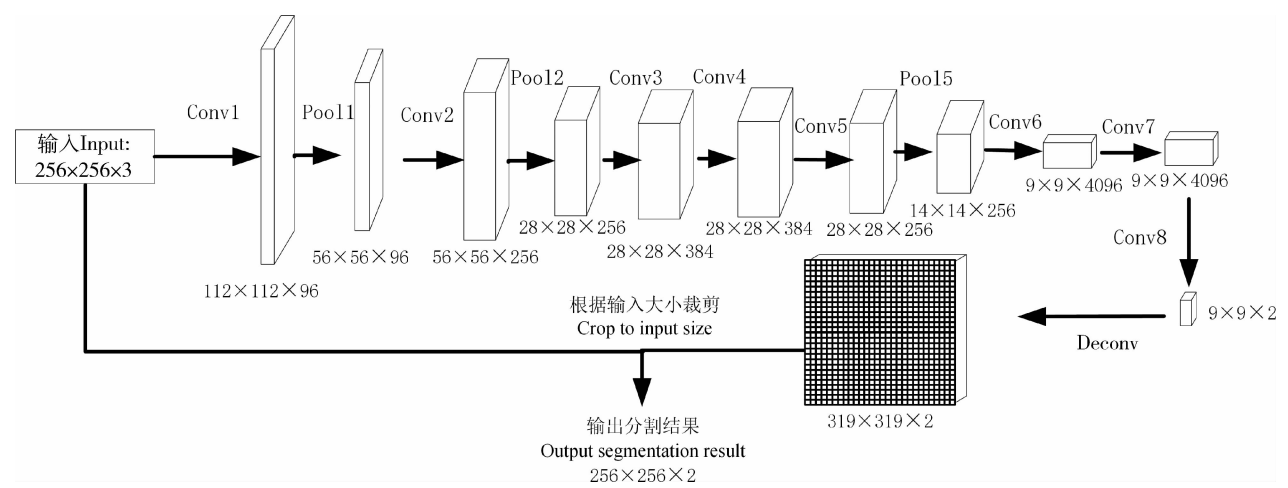 输入Input:
256×256×3
Conv1
112×112×96
Pool1
56×56×96
Conv2
56×56×256
Pool2
28×28×256
Conv3
28×28×384
Conv4
28×28×384
Conv5
28×28×256
Pool5
14×14×256
Conv6
9×9×4096
Conv7
9×9×4096
Conv8
9×9×2
Deconv
319×319×2
根据输入大小裁剪
Crop to input size
输出分割结果
Output segmentation result
256×256×2